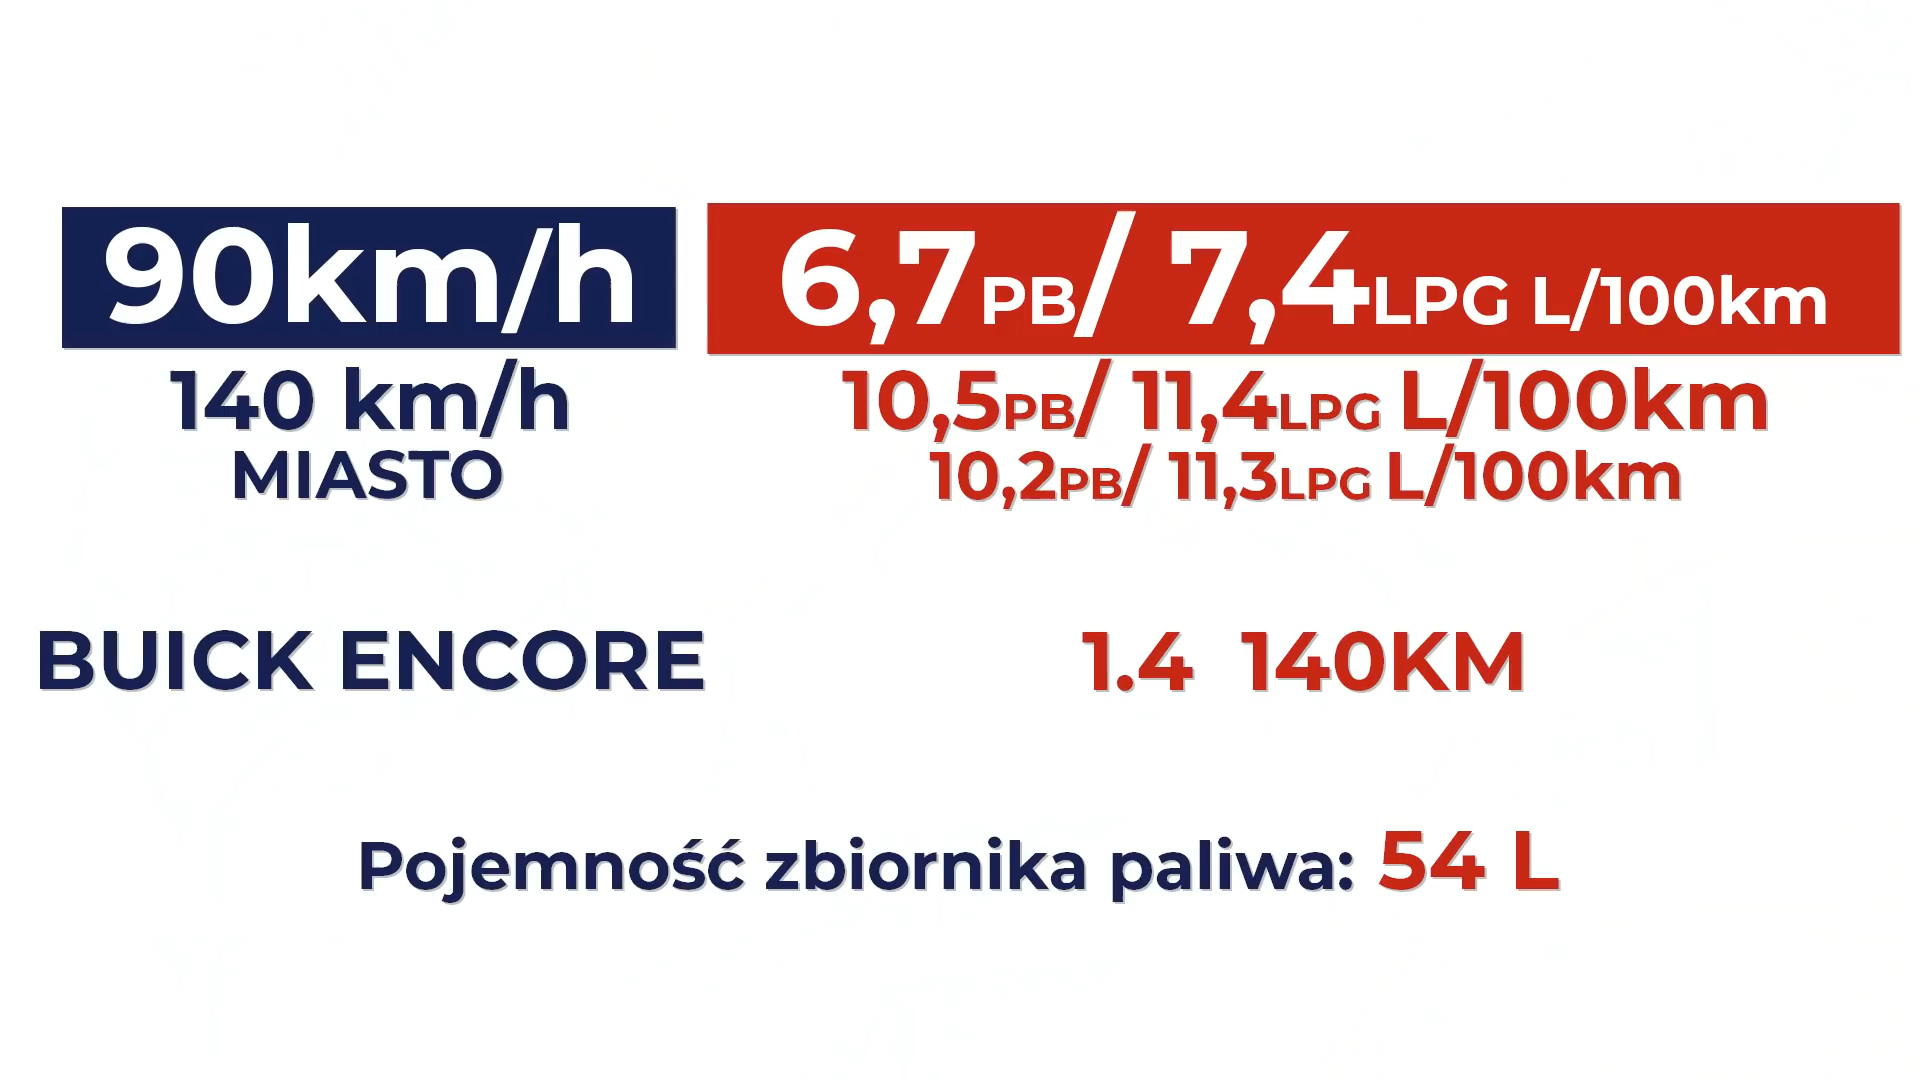 90km/h 6,7PB/ 7,4LPG L/100km
140 km/h 10,5PB/ 11,4LPG L/100km
MIASTO 10,2PB/ 11,3LPG L/100km
BUICK ENCORE 1.4 140KM
Pojemność zbiornika paliwa: 54 L